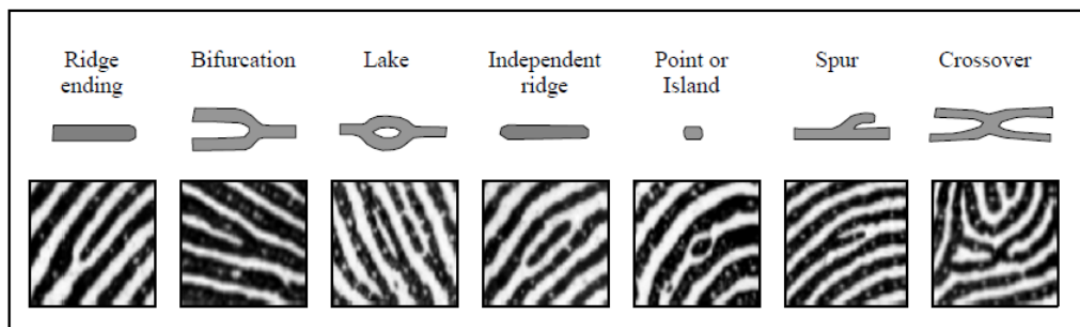 Ridge
ending
Bifurcation
Lake
Independent
ridge
Point or
Island
Spur
Crossover